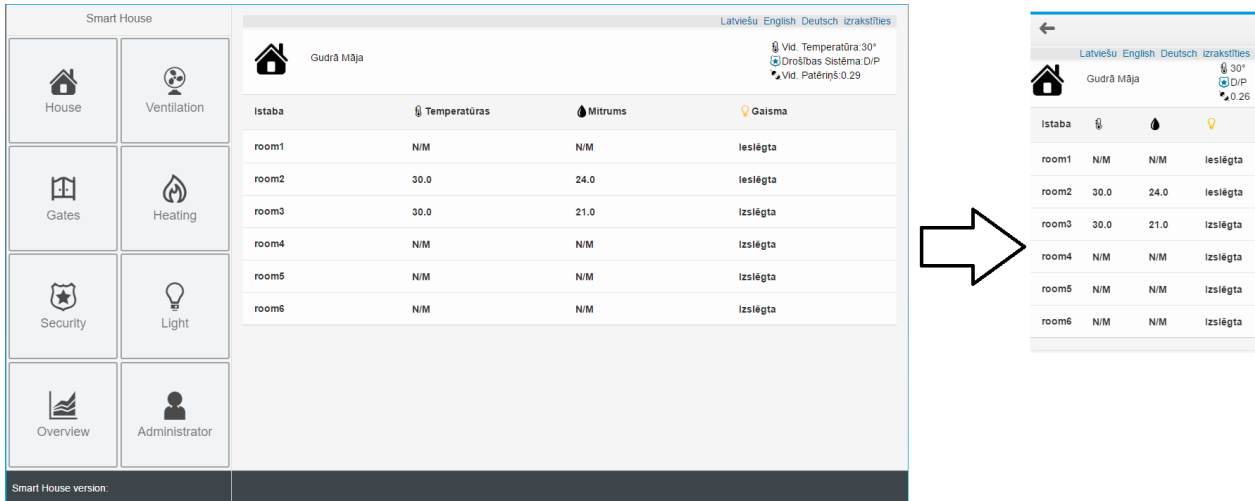 Smart House
House
Ventilation
Gates
Heating
Security
Light
Overview
Administrator
Smart House version:
Latviešu English Deutsch izrakstīties
Gudrā Māja
Vid. Temperatūra:30°
Drošības Sistēma:D/P
Vid. Patēriņš:0.29
Istaba Temperatūras Mitrums Gaisma
room1 N/M N/M Ieslēgta
room2 30.0 24.0 Ieslēgta
room3 30.0 21.0 Izslēgta
room4 N/M N/M Izslēgta
room5 N/M N/M Izslēgta
room6 N/M N/M Izslēgta
Latviešu English Deutsch izrakstīties
Gudrā Māja
30°
D/P
0.26
Istaba
room1 N/M N/M Ieslēgta
room2 30.0 24.0 Ieslēgta
room3 30.0 21.0 Izslēgta
room4 N/M N/M Izslēgta
room5 N/M N/M Izslēgta
room6 N/M N/M Izslēgta